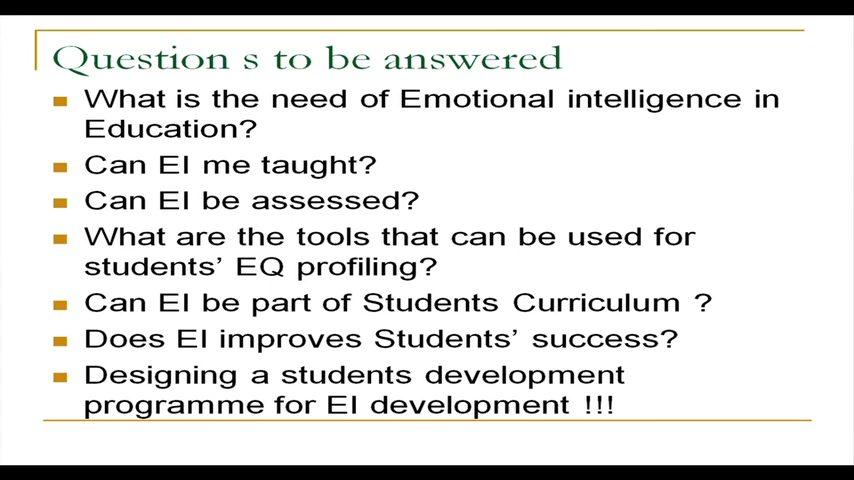 Question s to be answered
What is the need of Emotional intelligence in
Education?
Can EI me taught?
Can EI be assessed?
What are the tools that can be used for
students' EQ profiling?
Can EI be part of Students Curriculum ?
Does EI improves Students' success?
Designing a students development
programme for EI development !!!